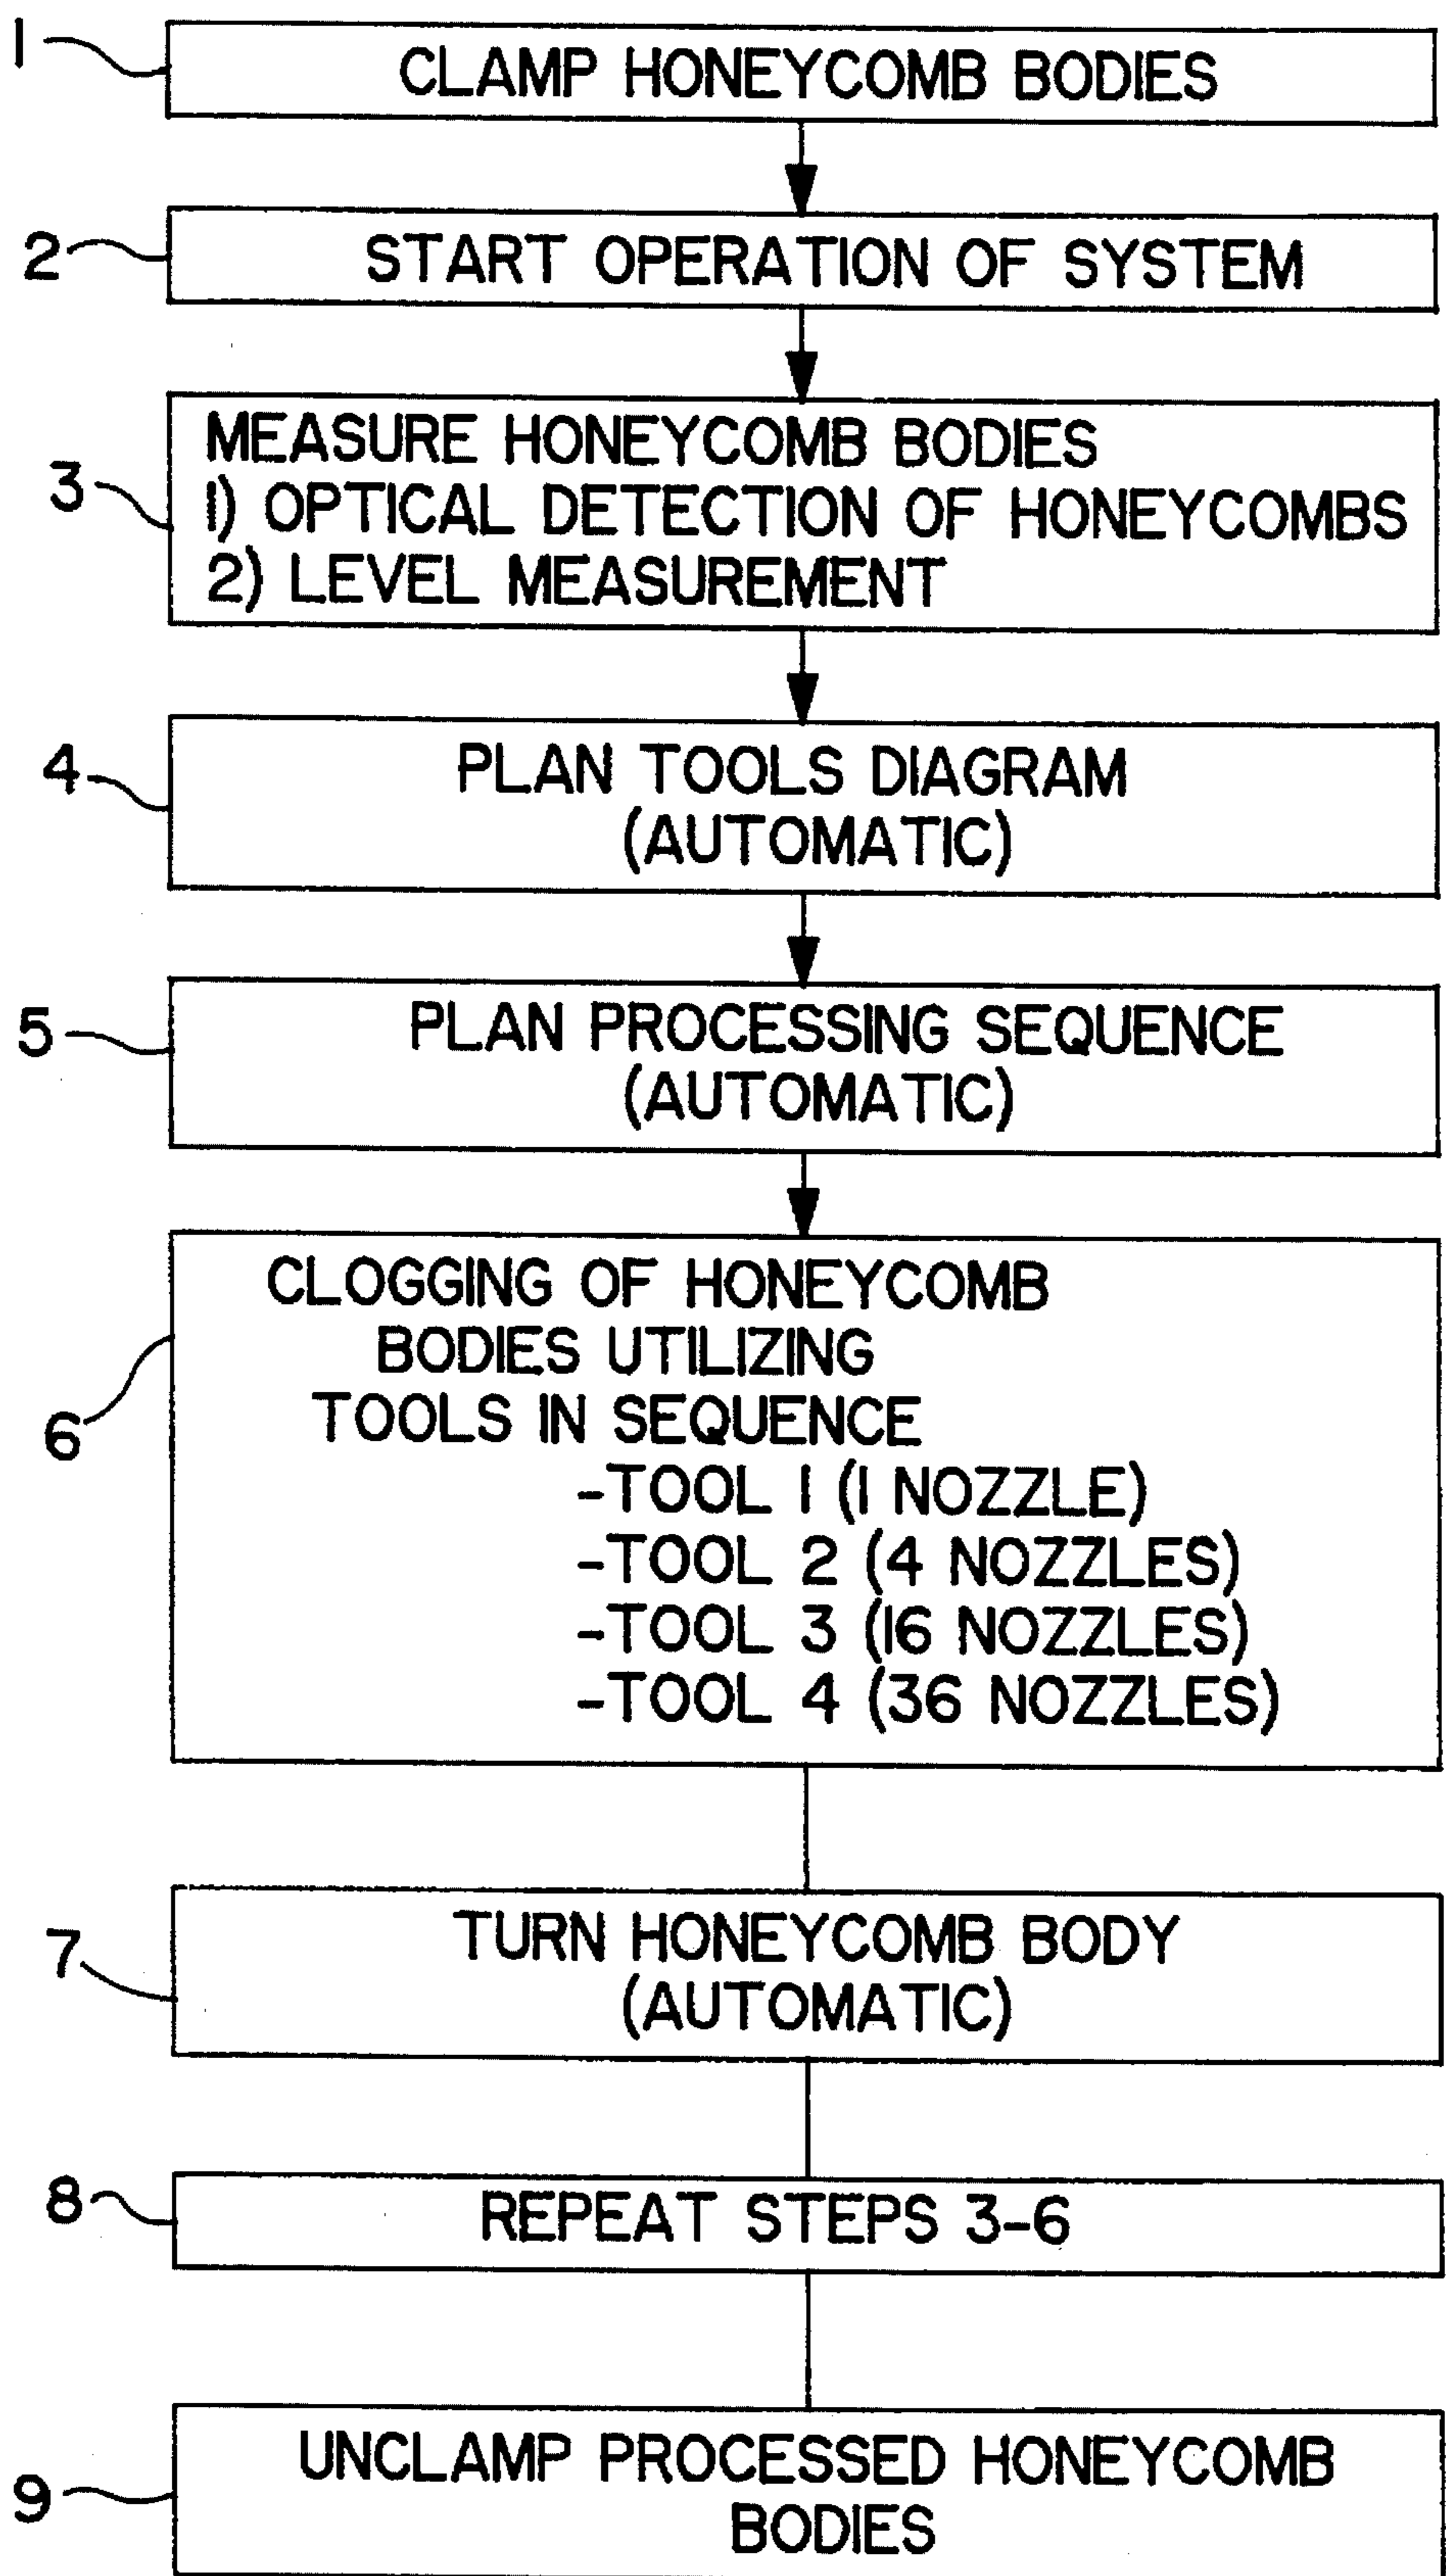 1
CLAMP HONEYCOMB BODIES
2
START OPERATION OF SYSTEM
3
MEASURE HONEYCOMB BODIES
1) OPTICAL DETECTION OF HONEYCOMBS
2) LEVEL MEASUREMENT
4
PLAN TOOLS DIAGRAM
(AUTOMATIC)
5
PLAN PROCESSING SEQUENCE
(AUTOMATIC)
6
CLOGGING OF HONEYCOMB
BODIES UTILIZING
TOOLS IN SEQUENCE
-TOOL 1 (1 NOZZLE)
-TOOL 2 (4 NOZZLES)
-TOOL 3 (16 NOZZLES)
-TOOL 4 (36 NOZZLES)
7
TURN HONEYCOMB BODY
(AUTOMATIC)
8
REPEAT STEPS 3-6
9
UNCLAMP PROCESSED HONEYCOMB
BODIES